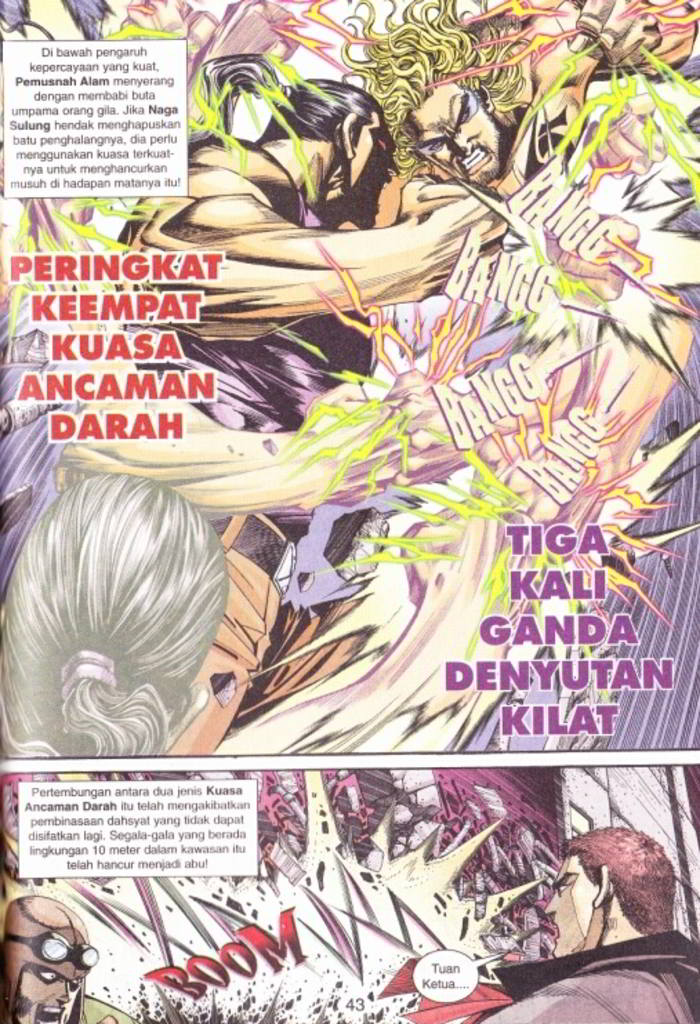 Di bawah pengaruh
kepercayaan yang kuat,
Pemusnah Alam menyerang
dengan membabi buta
umpama orang gila. Jika Naga
Sulung hendak menghapuskan
batu penghalangnya, dia perlu
menggunakan kuasa terkuat-
nya untuk menghancurkan
musuh di hadapan matanya itu!
BANGG
BANGG
PERINGKAT
KEEMPAT
KUASA
ANCAMAN
DARAH
BANGG
BANGG
TIGA
KALI
GANDA
DENYUTAN
KILAT
Pertembungan antara dua jenis Kuasa
Ancaman Darah itu telah mengakibatkan
pembinasaan dahsyat yang tidak dapat
disifatkan lagi. Segala-gala yang berada
lingkungan 10 meter dalam kawasan itu
telah hancur menjadi abu!
BOOM
Tuan
Ketua....
43